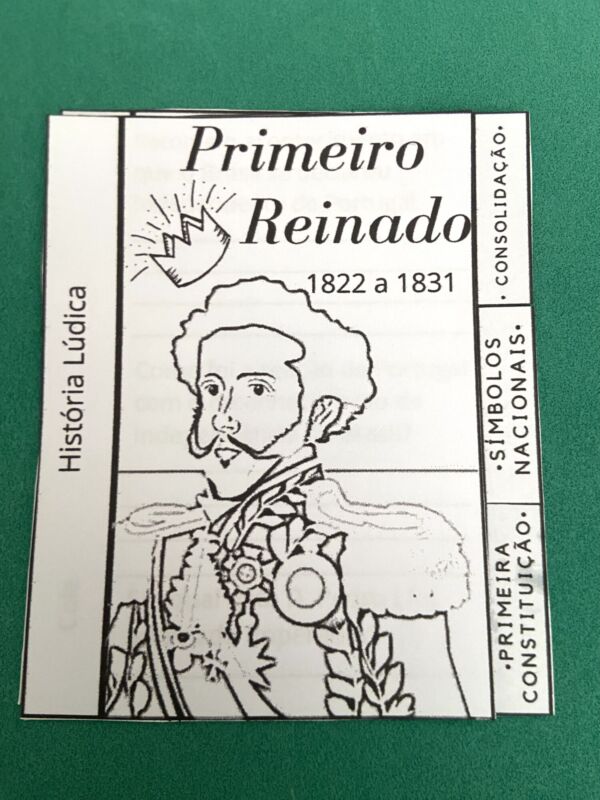 Primeiro
Reinado
1822 a 1831
História Lúdica
• CONSOLIDAÇÃO•
•SÍMBOLOS
NACIONAIS•
•PRIMEIRA
CONSTITUIÇÃO•